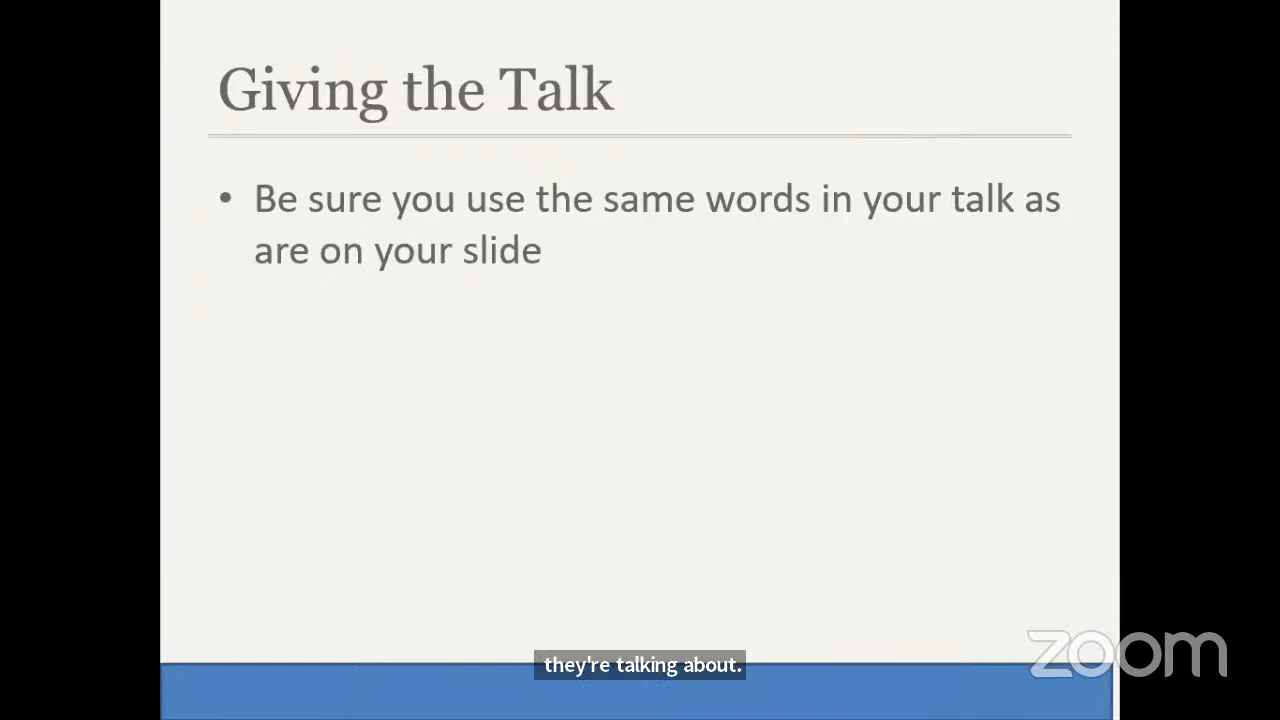 Giving the Talk
• Be sure you use the same words in your talk as
are on your slide
they're talking about.
zoom